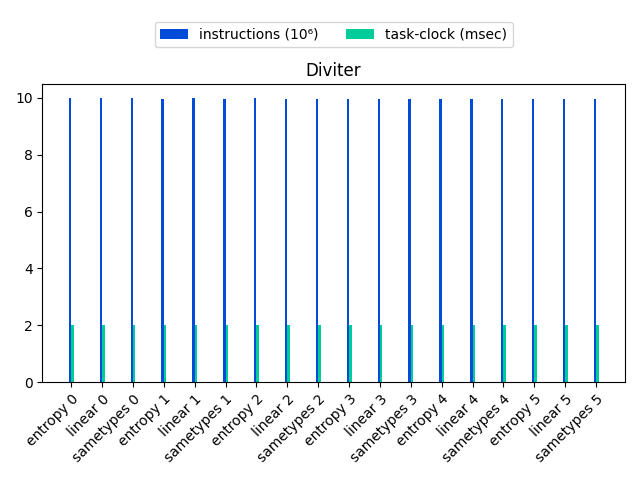 instructions (10⁶) task-clock (msec)
Diviter
10
8
6
4
2
0
entropy 0
linear 0
sametypes 0
entropy 1
linear 1
sametypes 1
entropy 2
linear 2
sametypes 2
entropy 3
linear 3
sametypes 3
entropy 4
linear 4
sametypes 4
entropy 5
linear 5
sametypes 5